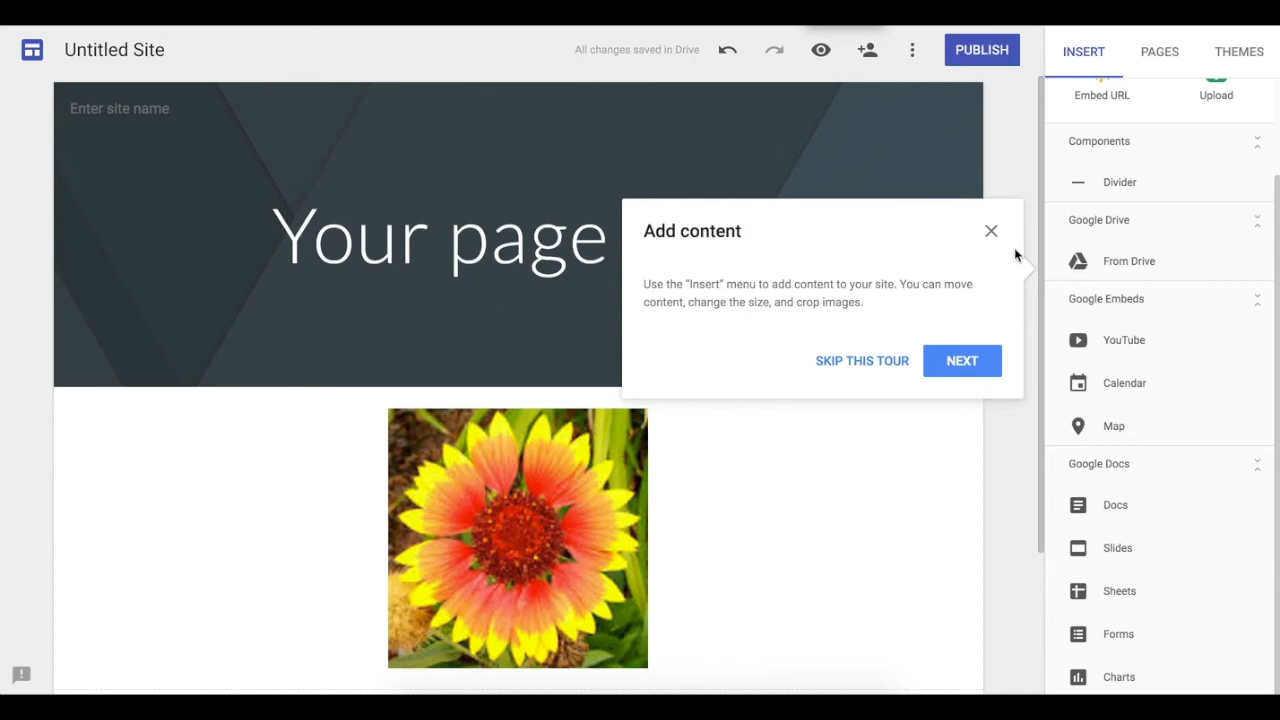 Untitled Site
All changes saved in Drive
PUBLISH
INSERT
PAGES
THEMES
Enter site name
Your page
Add content
Use the "Insert" menu to add content to your site. You can move
content, change the size, and crop images.
SKIP THIS TOUR
NEXT
Embed URL
Upload
Components
Divider
Google Drive
From Drive
Google Embeds
YouTube
Calendar
Map
Google Docs
Docs
Slides
Sheets
Forms
Charts